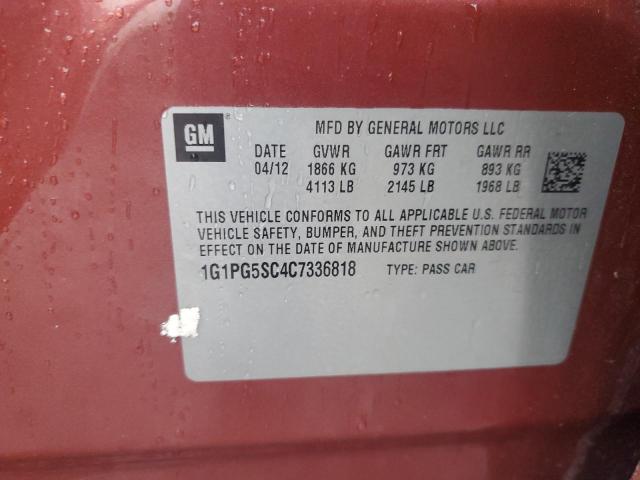 GM
MFD BY GENERAL MOTORS LLC
DATE GVWR GAWR FRT GAWR RR
04/12 1866 KG 973 KG 893 KG
4113 LB 2145 LB 1968 LB
THIS VEHICLE CONFORMS TO ALL APPLICABLE U.S. FEDERAL MOTOR
VEHICLE SAFETY, BUMPER, AND THEFT PREVENTION STANDARDS IN
EFFECT ON THE DATE OF MANUFACTURE SHOWN ABOVE.
1G1PG5SC4C7336818 TYPE: PASS CAR